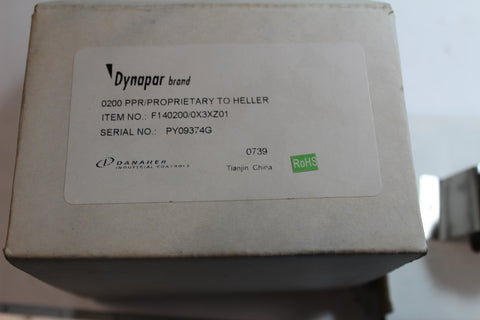 Dynapar brand
0200 PPR/PROPRIETARY TO HELLER
ITEM NO.: F140200/0X3XZ01
SERIAL NO.: PY09374G
0739
DANAHER
INDUSTRIAL CONTROLS
Tianjin, China
RoHS